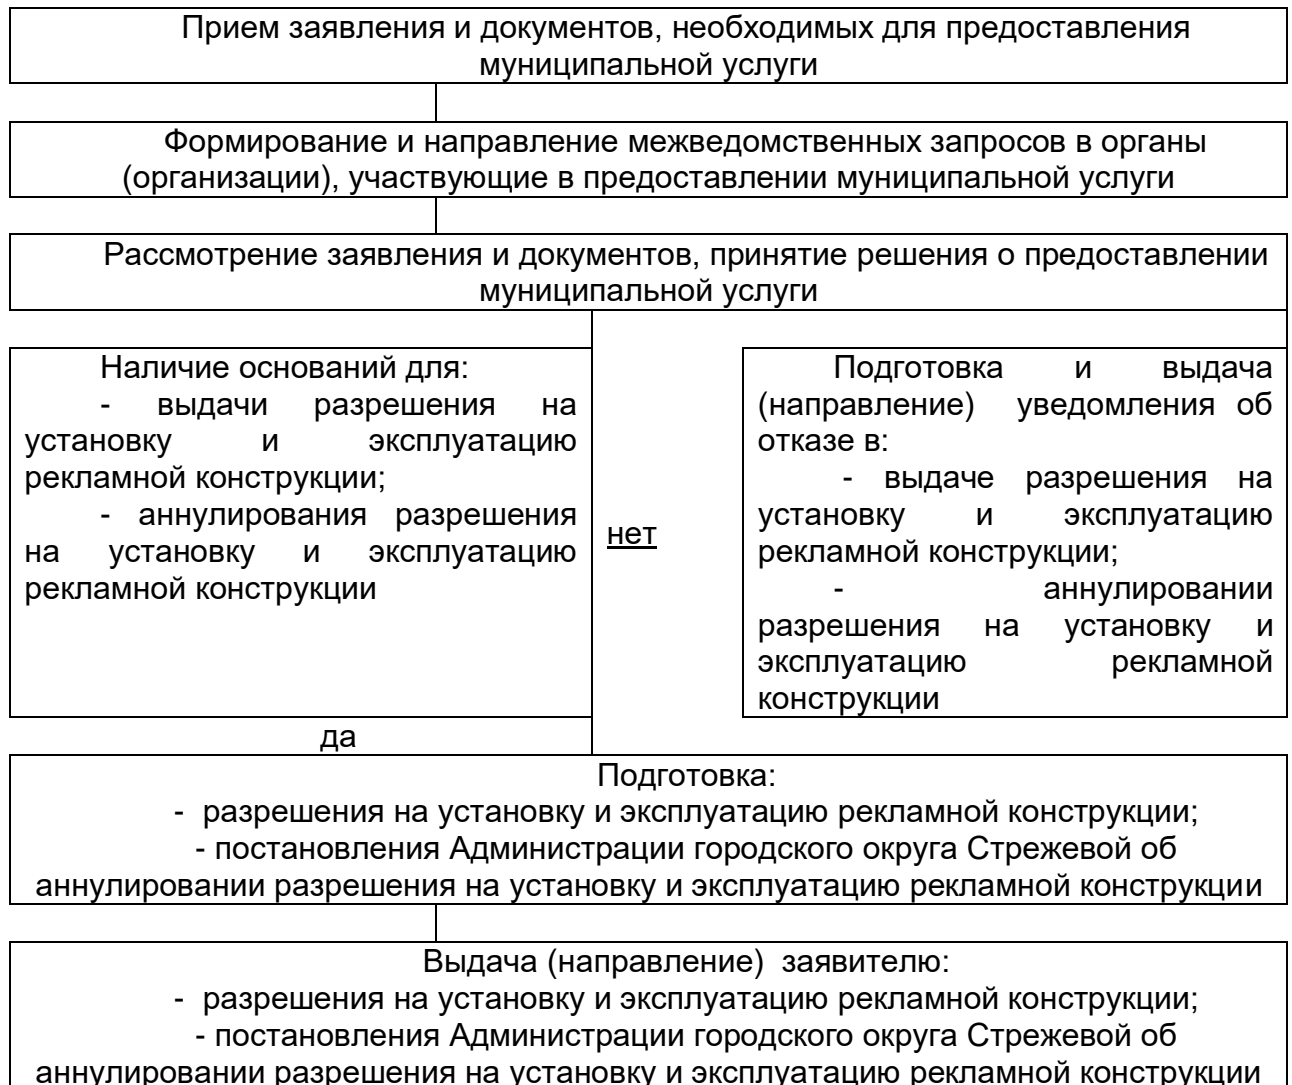 Прием заявления и документов, необходимых для предоставления
муниципальной услуги
Формирование и направление межведомственных запросов в органы
(организации), участвующие в предоставлении муниципальной услуги
Рассмотрение заявления и документов, принятие решения о предоставлении
муниципальной услуги
Наличие оснований для:
- выдачи разрешения на
установку и эксплуатацию
рекламной конструкции;
- аннулирования разрешения
на установку и эксплуатацию
рекламной конструкции
нет
Подготовка и выдача
(направление) уведомления об
отказе в:
- выдаче разрешения на
установку и эксплуатацию
рекламной конструкции;
- аннулировании
разрешения на установку и
эксплуатацию рекламной
конструкции
да
Подготовка:
- разрешения на установку и эксплуатацию рекламной конструкции;
- постановления Администрации городского округа Стрежевой об
аннулировании разрешения на установку и эксплуатацию рекламной конструкции
Выдача (направление) заявителю:
- разрешения на установку и эксплуатацию рекламной конструкции;
- постановления Администрации городского округа Стрежевой об
аннулировании разрешения на установку и эксплуатацию рекламной конструкции